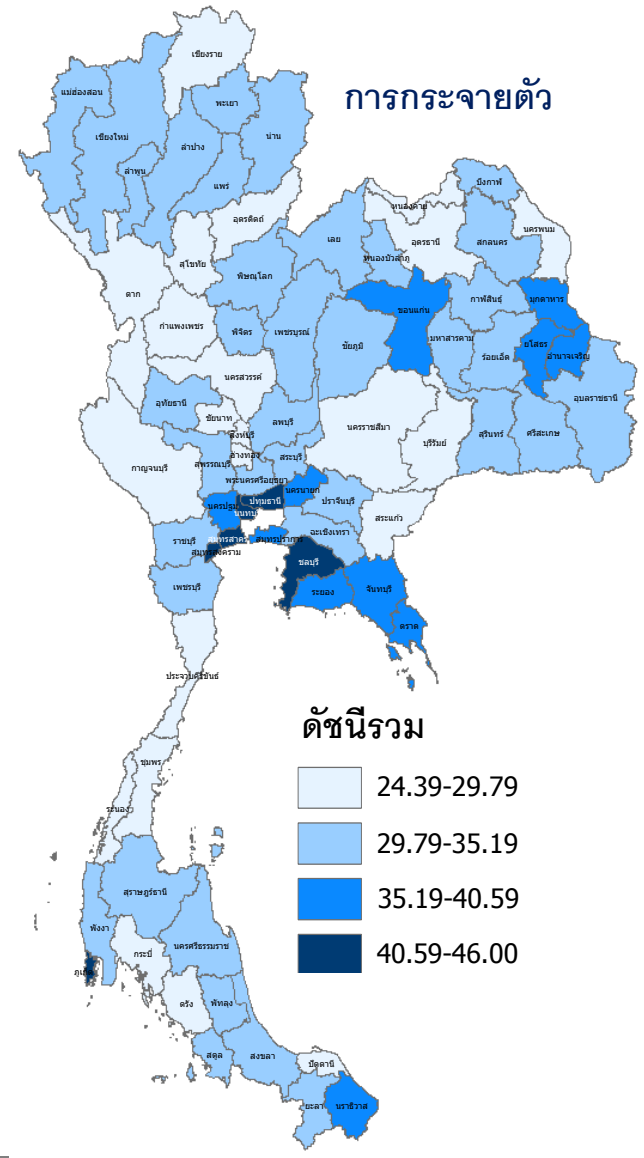 การกระจายตัว
เชียงราย
แม่ฮ่องสอน
พะเยา
เชียงใหม่
น่าน
ลำปาง
ลำพูน
แพร่
บึงกาฬ
หนองคาย
อุตรดิตถ์
นครพนม
เลย
อุดรธานี
สกลนคร
สุโขทัย
หนองบัวลำภู
พิษณุโลก
ตาก
ขอนแก่น
กาฬสินธุ์
มุกดาหาร
กำแพงเพชร
พิจิตร
เพชรบูรณ์
มหาสารคาม
ยโสธร
อำนาจเจริญ
ชัยภูมิ
ร้อยเอ็ด
นครสวรรค์
อุบลราชธานี
อุทัยธานี
ชัยนาท
ลพบุรี
นครราชสีมา
สุรินทร์
ศรีสะเกษ
สิงห์บุรี
บุรีรัมย์
อ่างทอง
สระบุรี
กาญจนบุรี
สุพรรณบุรี
พระนครศรีอยุธยา
นครนายก
ปทุมธานี
ปราจีนบุรี
นครปฐม
สระแก้ว
ฉะเชิงเทรา
ราชบุรี
สมุทรปราการ
สมุทรสงคราม
ชลบุรี
เพชรบุรี
ระยอง
จันทบุรี
ตราด
ประจวบคีรีขันธ์
ดัชนีรวม
ชุมพร
24.39-29.79
ระนอง
29.79-35.19
สุราษฎร์ธานี
35.19-40.59
พังงา
นครศรีธรรมราช
กระบี่
40.59-46.00
ตรัง
พัทลุง
สตูล
สงขลา
ปัตตานี
ยะลา
นราธิวาส